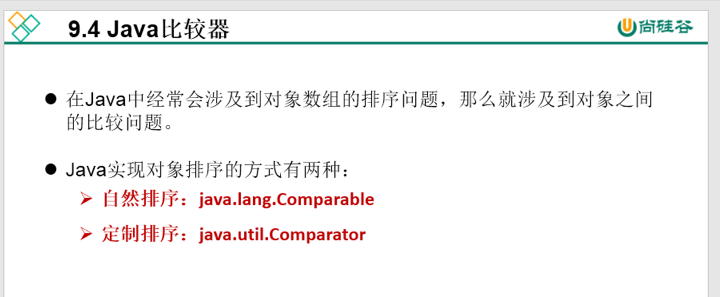 9.4 Java比较器
尚硅谷
● 在Java中经常会涉及到对象数组的排序问题，那么就涉及到对象之间
的比较问题。
● Java实现对象排序的方式有两种：
➢ 自然排序：java.lang.Comparable
➢ 定制排序：java.util.Comparator